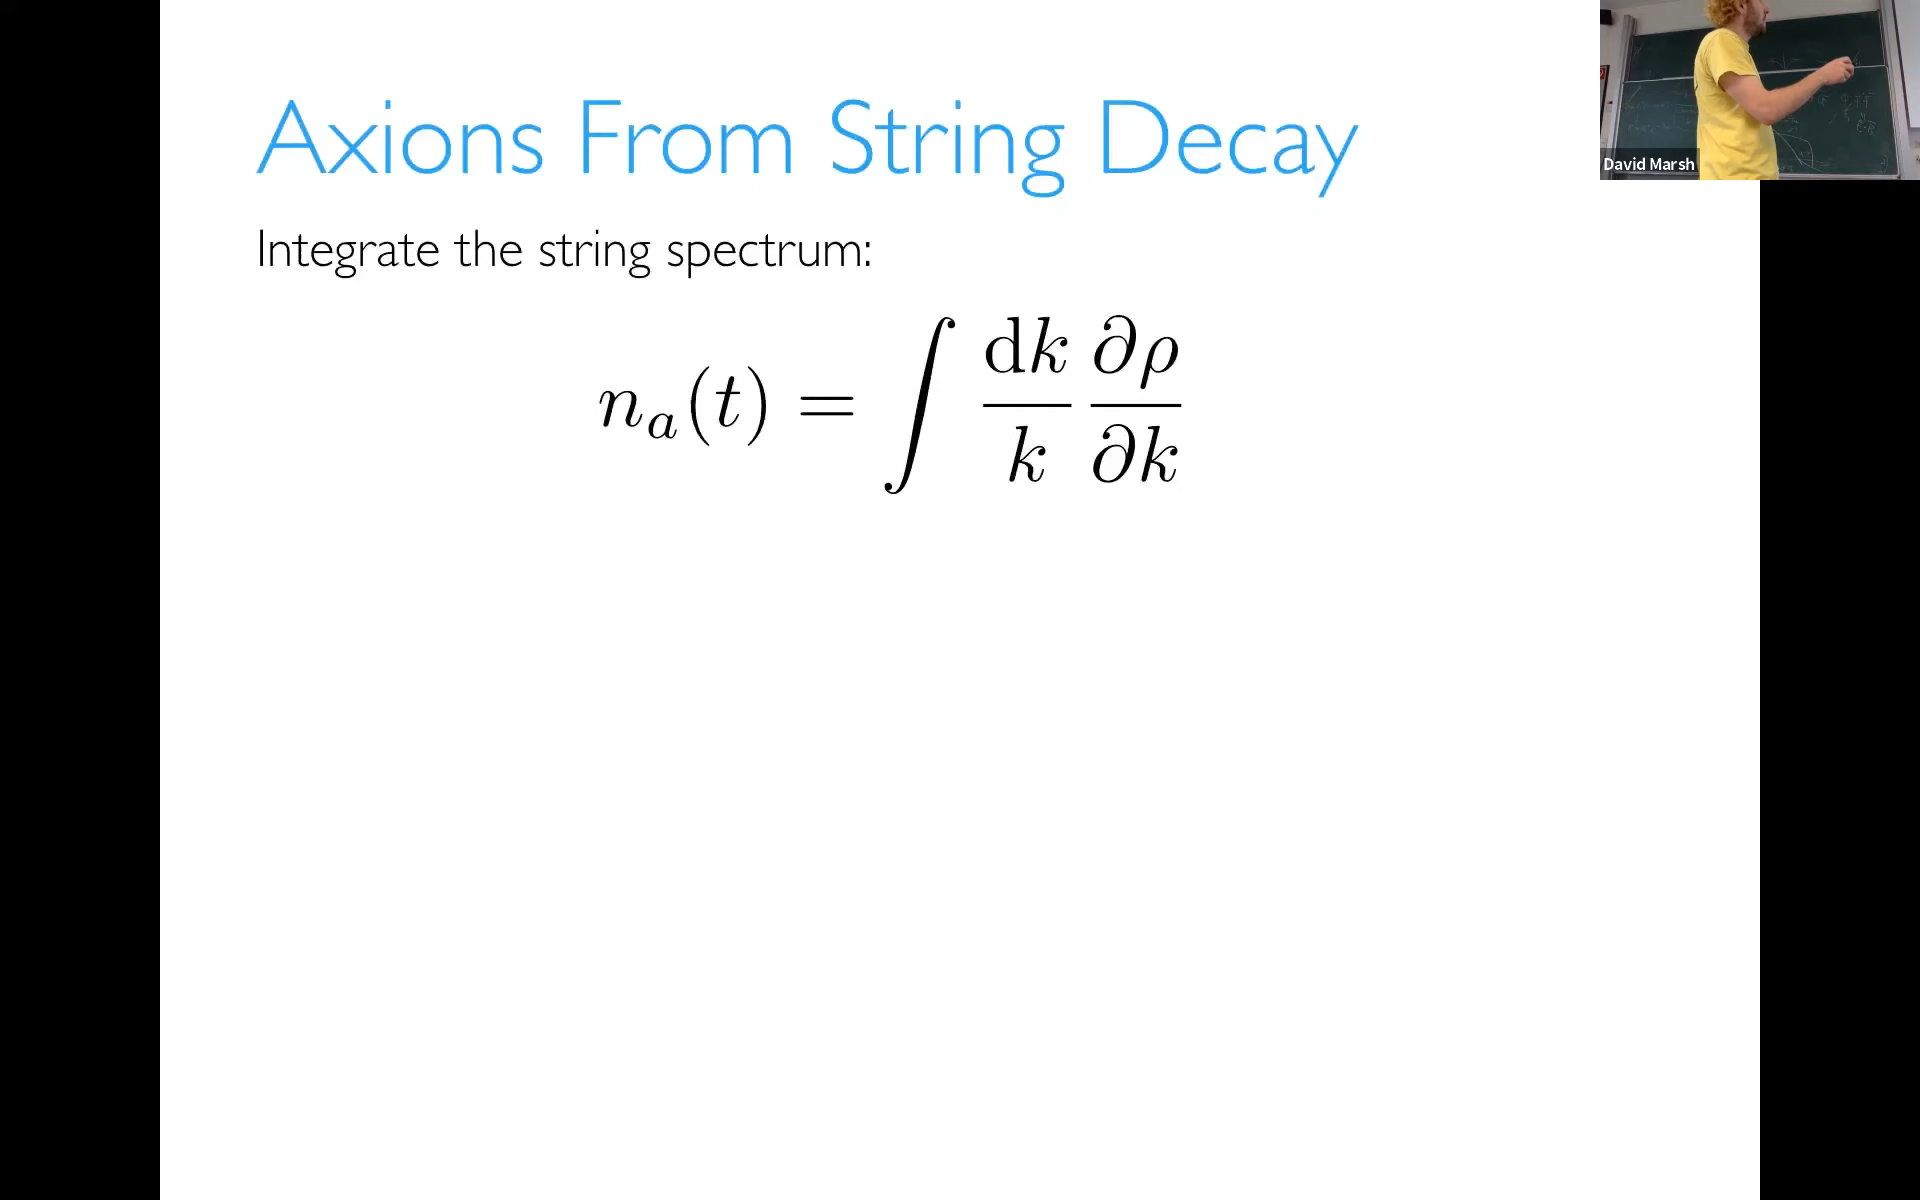 Axions From String Decay
Integrate the string spectrum:
n_a(t) = ∫ dk/k ∂ρ/∂k
David Marsh